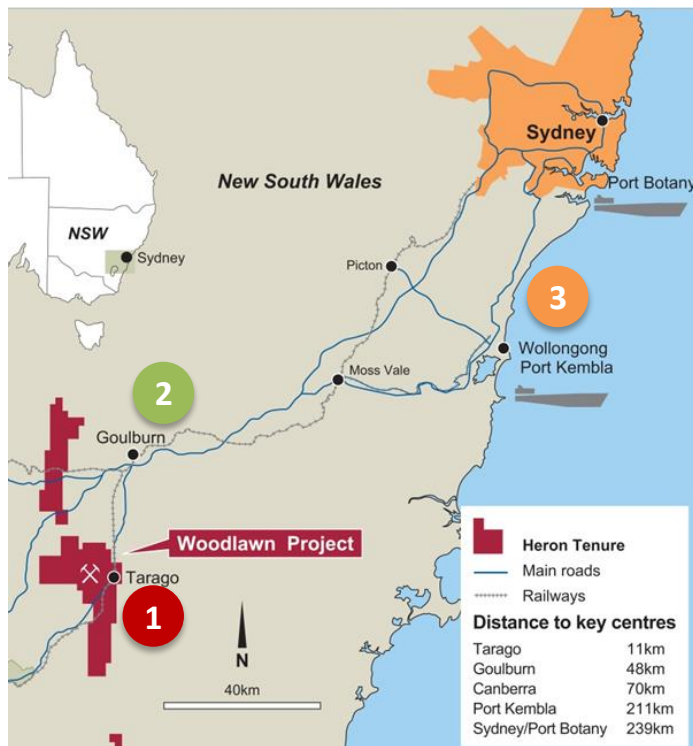 Sydney
Port Botany
New South Wales
NSW
Sydney
Picton
3
Wollongong
Port Kembla
Moss Vale
2
Goulburn
Woodlawn Project
Tarago
1
N
40km
Heron Tenure
Main roads
Railways
Distance to key centres
Tarago 11km
Goulburn 48km
Canberra 70km
Port Kembla 211km
Sydney/Port Botany 239km